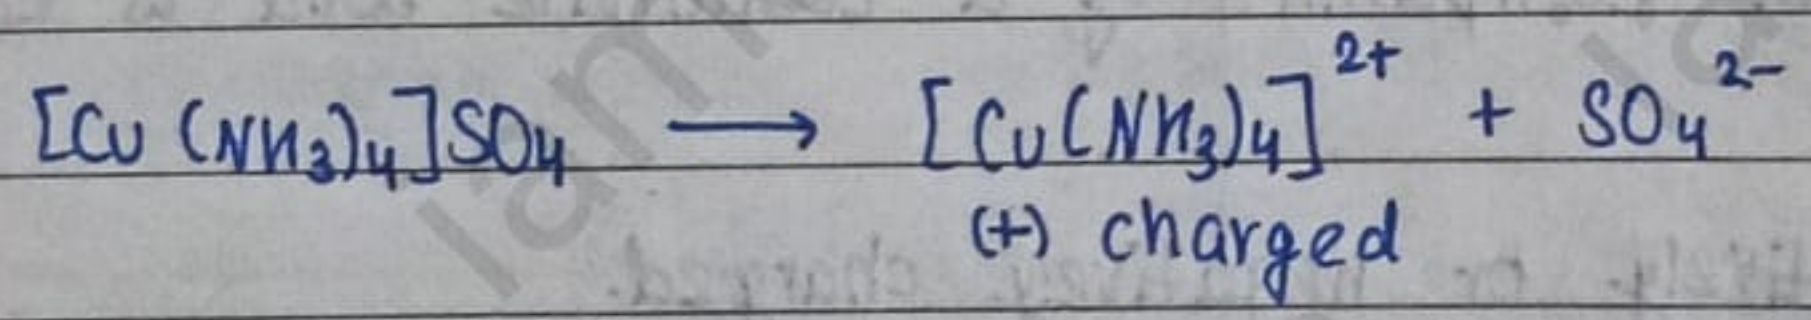 [Cu (NH₃)₄]SO₄ ⟶ [Cu(NH₃)₄]²⁺ + SO₄²⁻
(+) charged